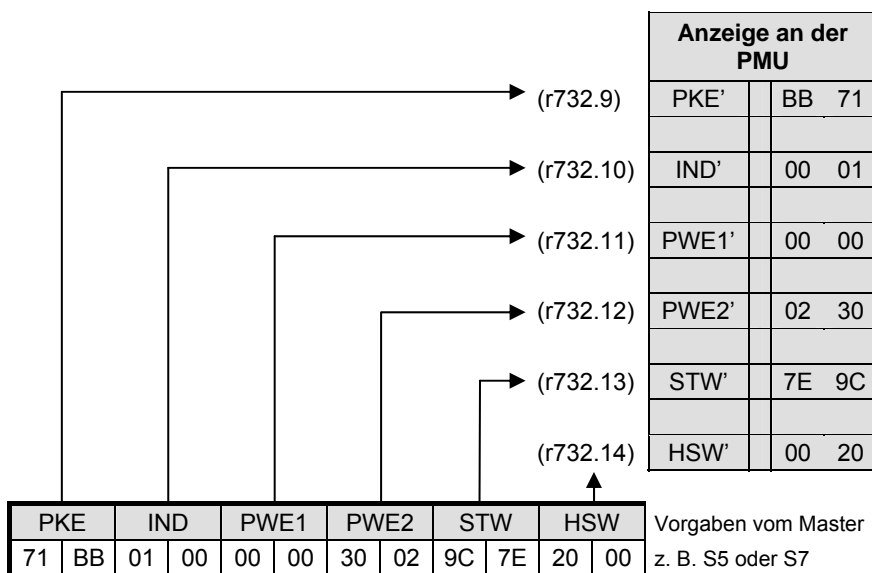 Anzeige an der
PMU
(r732.9) PKE’ BB 71
(r732.10) IND’ 00 01
(r732.11) PWE1’ 00 00
(r732.12) PWE2’ 02 30
(r732.13) STW’ 7E 9C
(r732.14) HSW’ 00 20
PKE IND PWE1 PWE2 STW HSW Vorgaben vom Master
71 BB 01 00 00 00 30 02 9C 7E 20 00 z. B. S5 oder S7